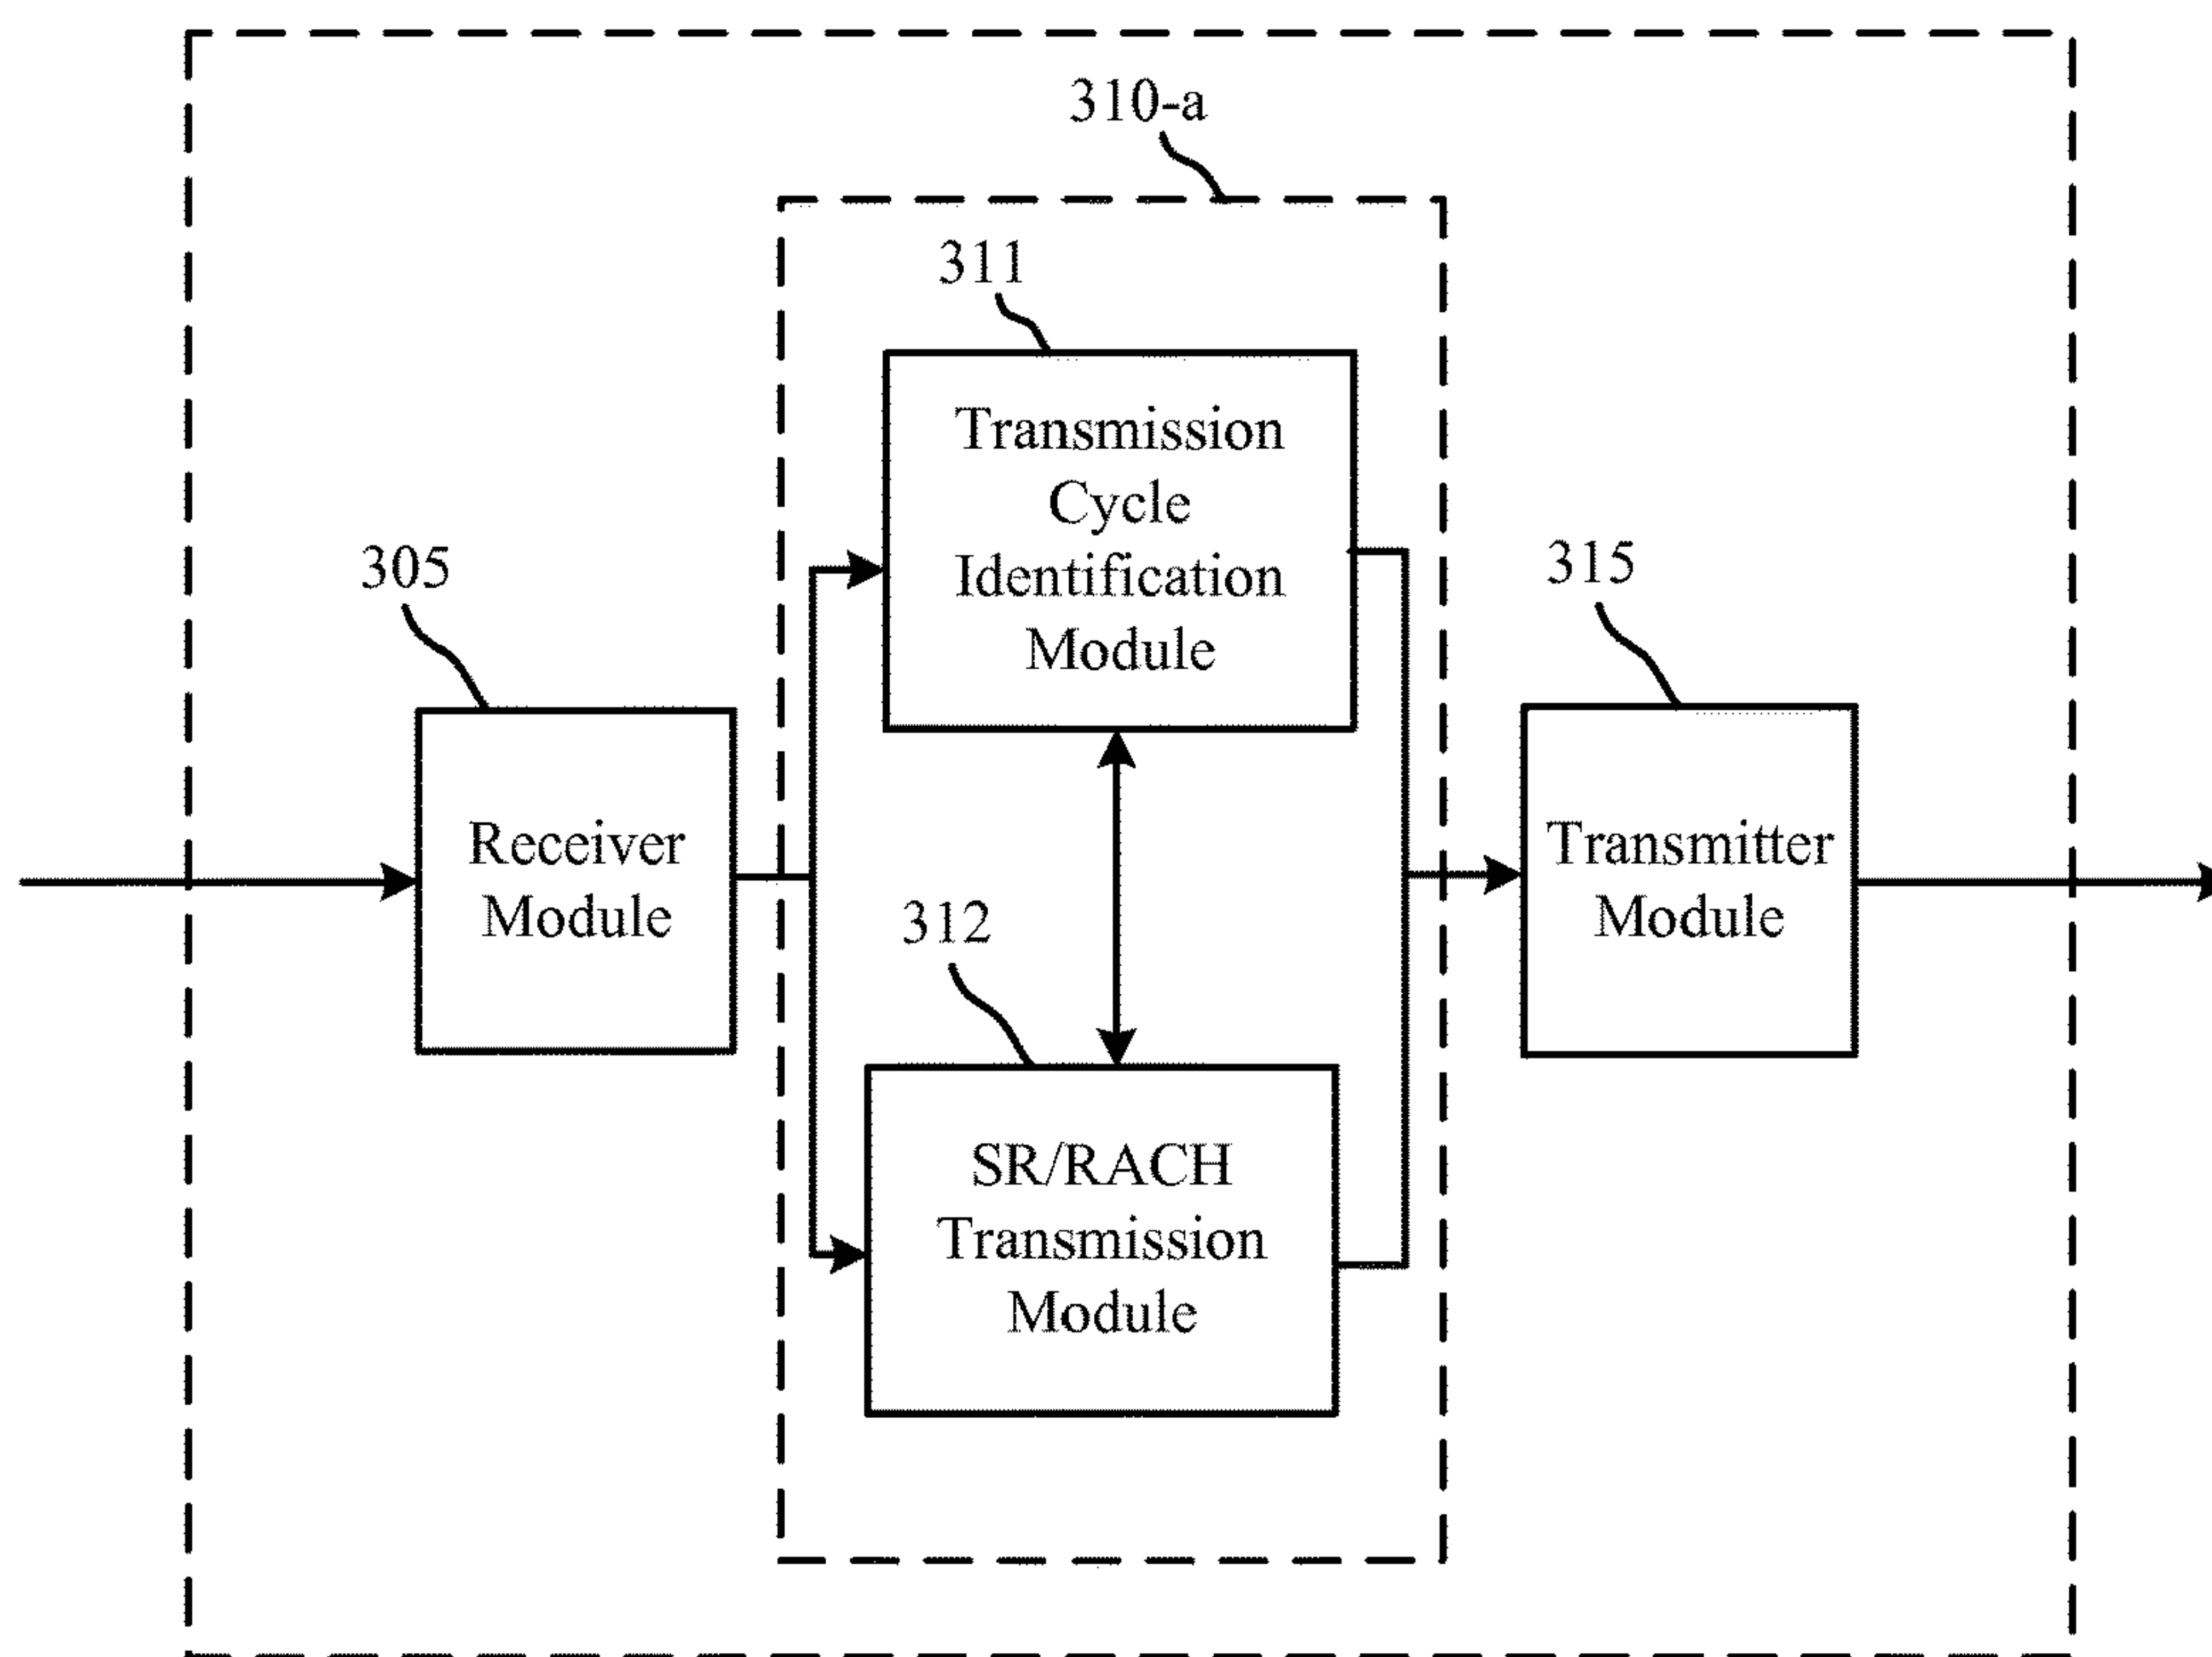 310-a
311
Transmission
Cycle
Identification
Module
305
Receiver
Module
312
SR/RACH
Transmission
Module
315
Transmitter
Module